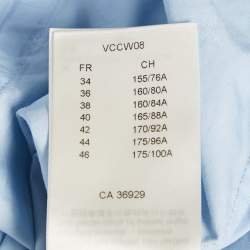 VCCW08
FR CH
34 155/76A
36 160/80A
38 160/84A
40 165/88A
42 170/92A
44 175/96A
46 175/100A
CA 36929